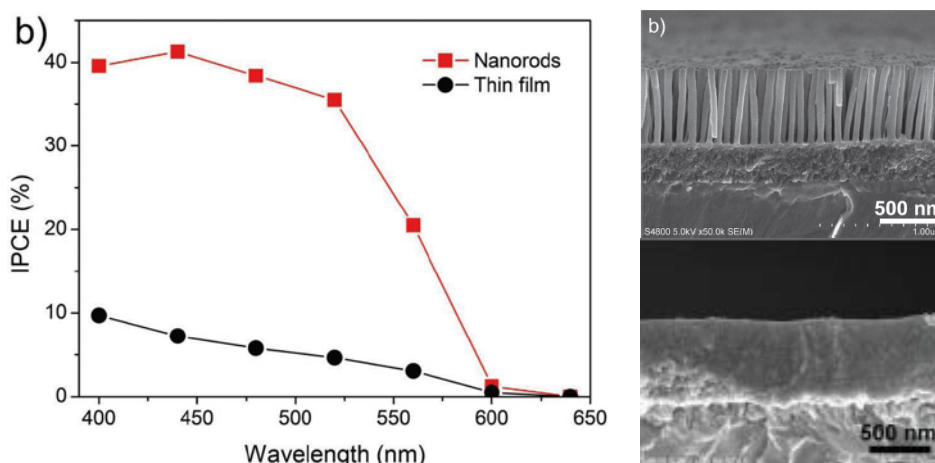 b)
Nanorods
Thin film
40
30
20
10
0
IPCE (%)
400
450
500
550
600
650
Wavelength (nm)
b)
500 nm
S4800 5.0kV x50.0k SE(M)
1.00u
500 nm